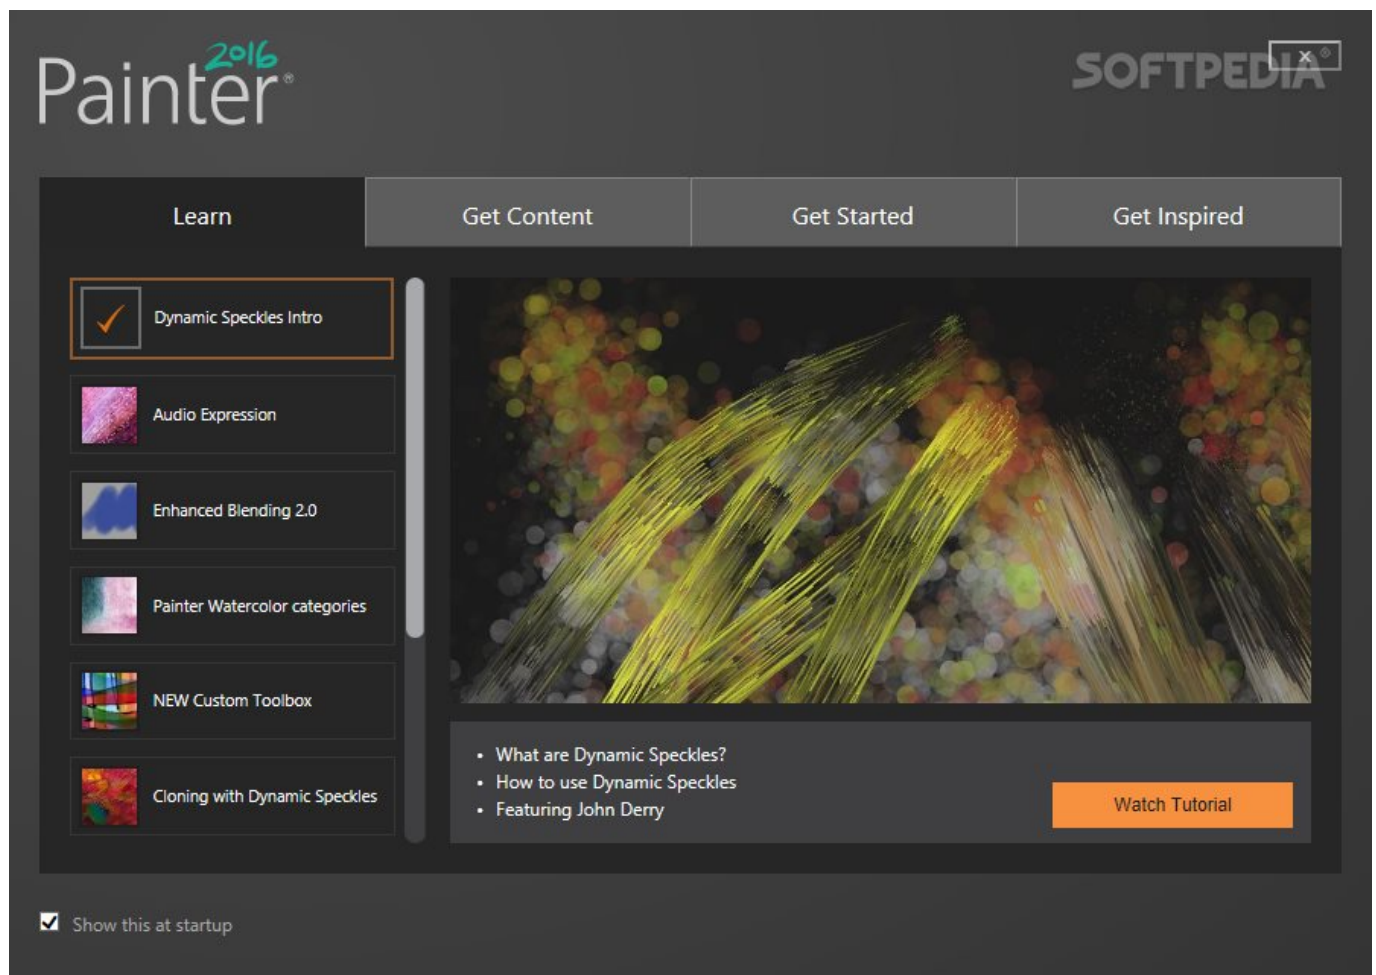 Painter® 2016
SOFTPEDIA®
x
Learn
Get Content
Get Started
Get Inspired
Dynamic Speckles Intro
Audio Expression
Enhanced Blending 2.0
Painter Watercolor categories
NEW Custom Toolbox
Cloning with Dynamic Speckles
• What are Dynamic Speckles?
• How to use Dynamic Speckles
• Featuring John Derry
Watch Tutorial
Show this at startup